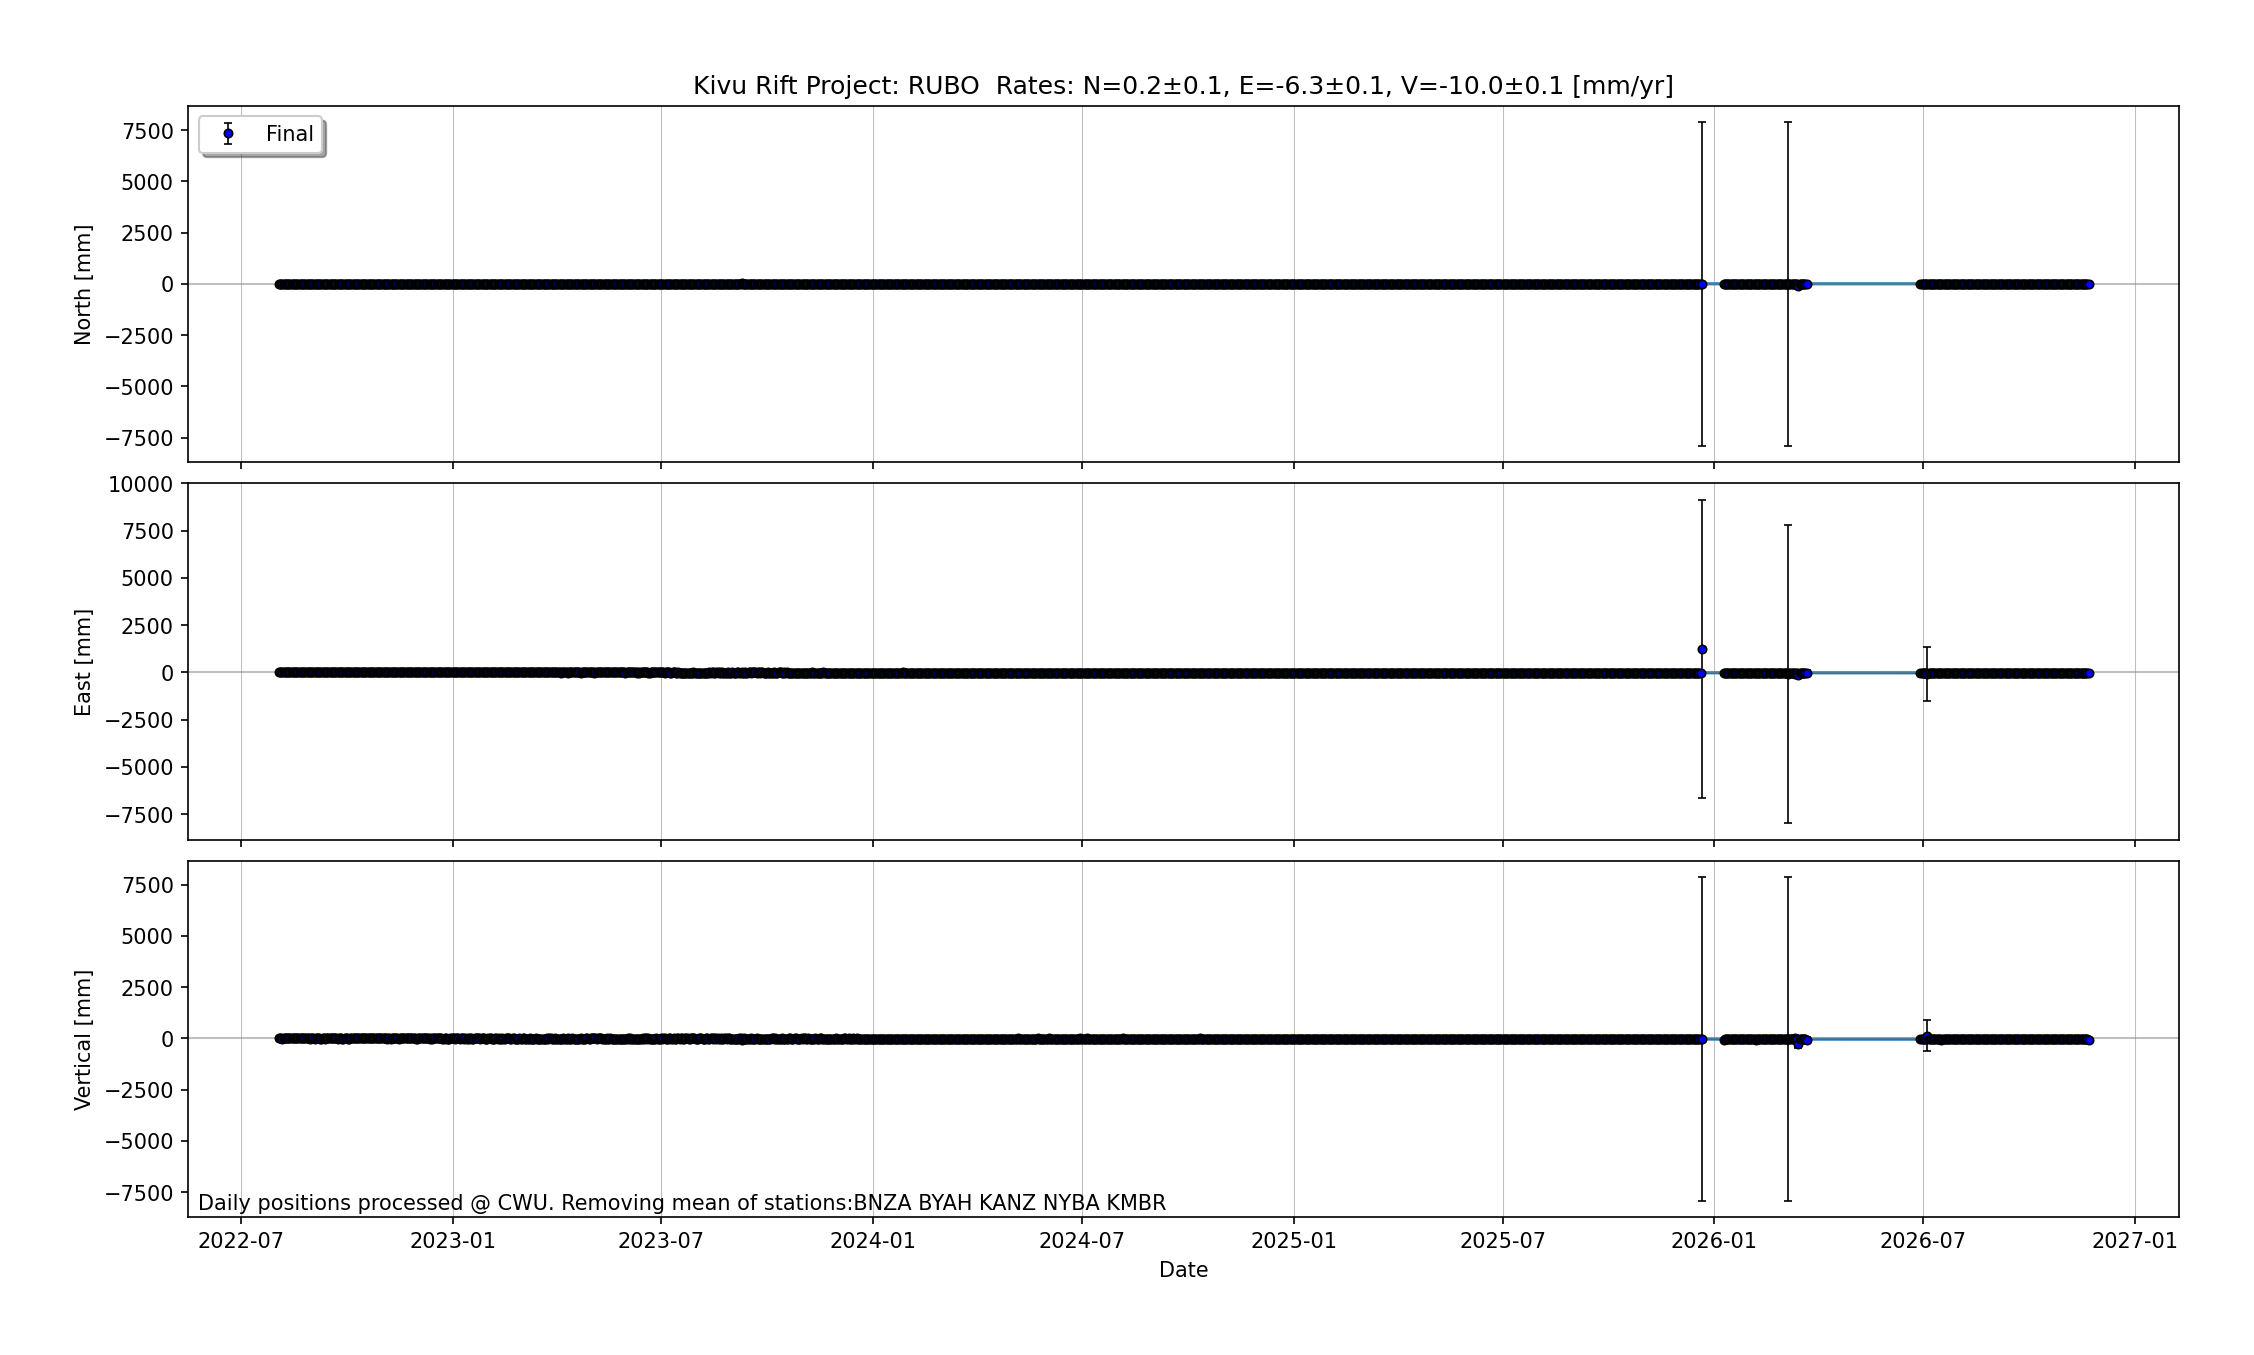 Kivu Rift Project: RUBO  Rates: N=0.2±0.1, E=-6.3±0.1, V=-10.0±0.1 [mm/yr]
Final
North [mm]
7500
5000
2500
0
−2500
−5000
−7500
East [mm]
10000
7500
5000
2500
0
−2500
−5000
−7500
Vertical [mm]
7500
5000
2500
0
−2500
−5000
−7500
Daily positions processed @ CWU. Removing mean of stations:BNZA BYAH KANZ NYBA KMBR
2022-07 2023-01 2023-07 2024-01 2024-07 2025-01 2025-07 2026-01 2026-07 2027-01
Date